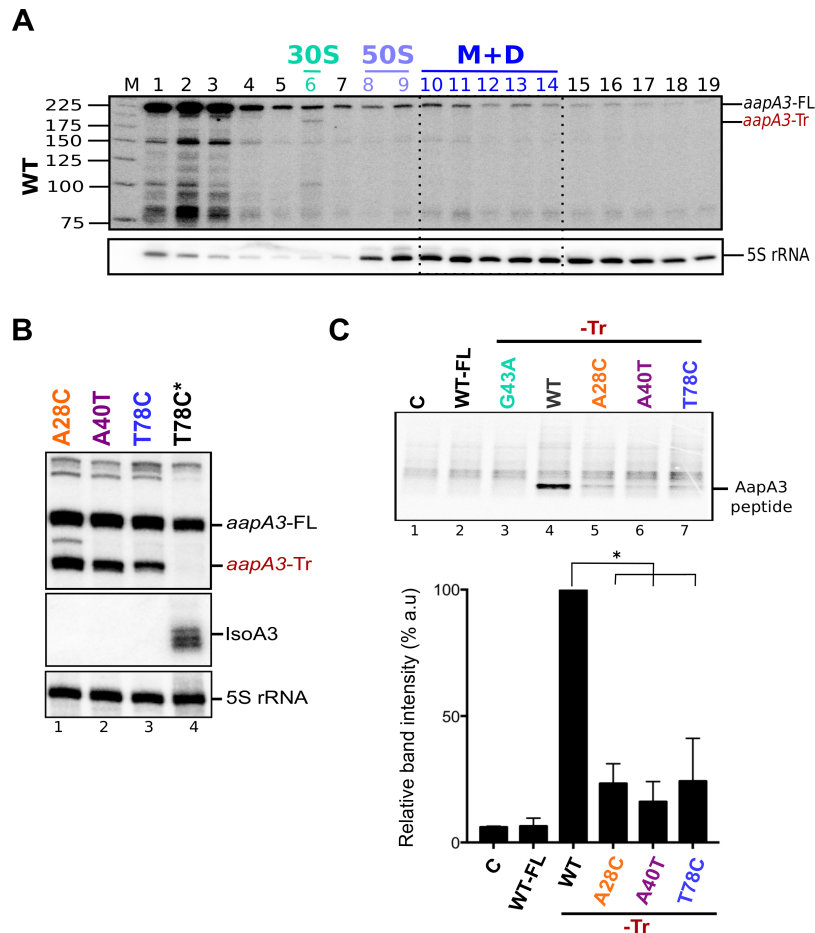 A
30S 50S M+D
M 1 2 3 4 5 6 7 8 9 10 11 12 13 14 15 16 17 18 19
WT
225
175
150
125
100
75
aapA3-FL
aapA3-Tr
5S rRNA
B
A28C A40T T78C T78C*
aapA3-FL
aapA3-Tr
IsoA3
5S rRNA
1 2 3 4
C
-Tr
C WT-FL G43A WT A28C A40T T78C
AapA3
peptide
1 2 3 4 5 6 7
*
Relative band intensity (% a.u)
100
50
0
C WT-FL WT A28C A40T T78C
-Tr